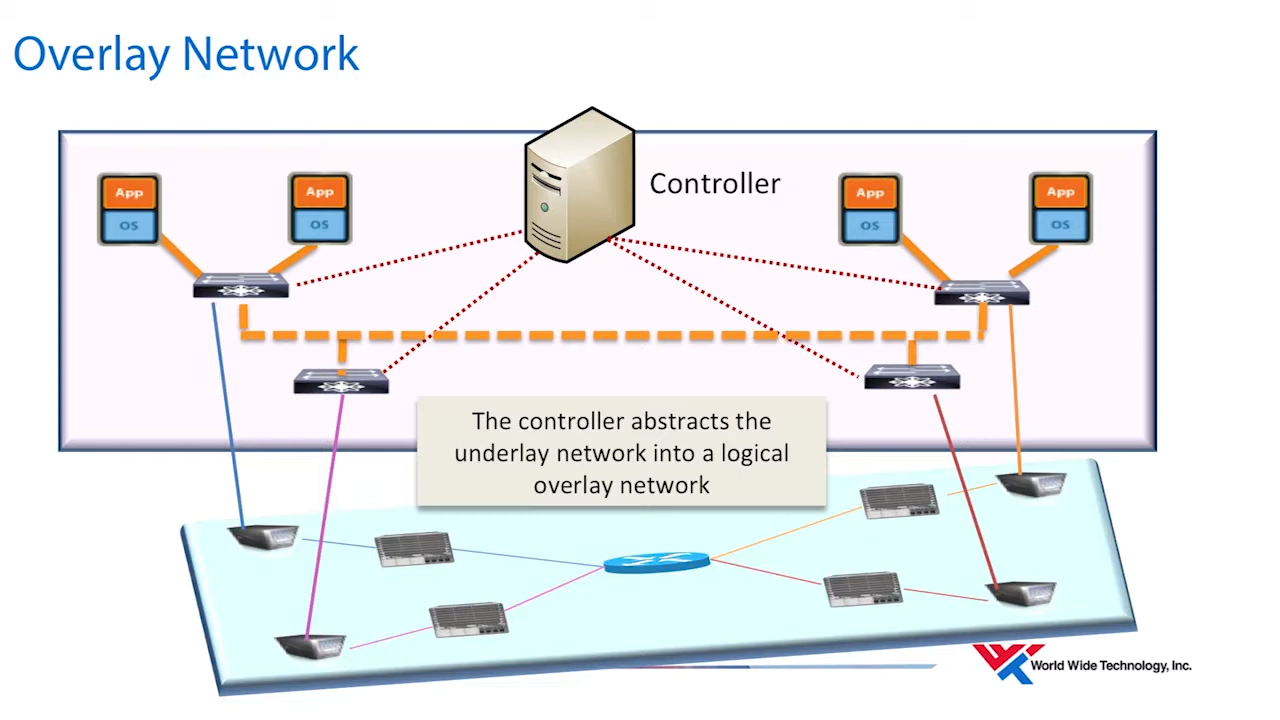 Overlay Network
Controller
App
OS
App
OS
App
OS
App
OS
The controller abstracts the
underlay network into a logical
overlay network
World Wide Technology, Inc.